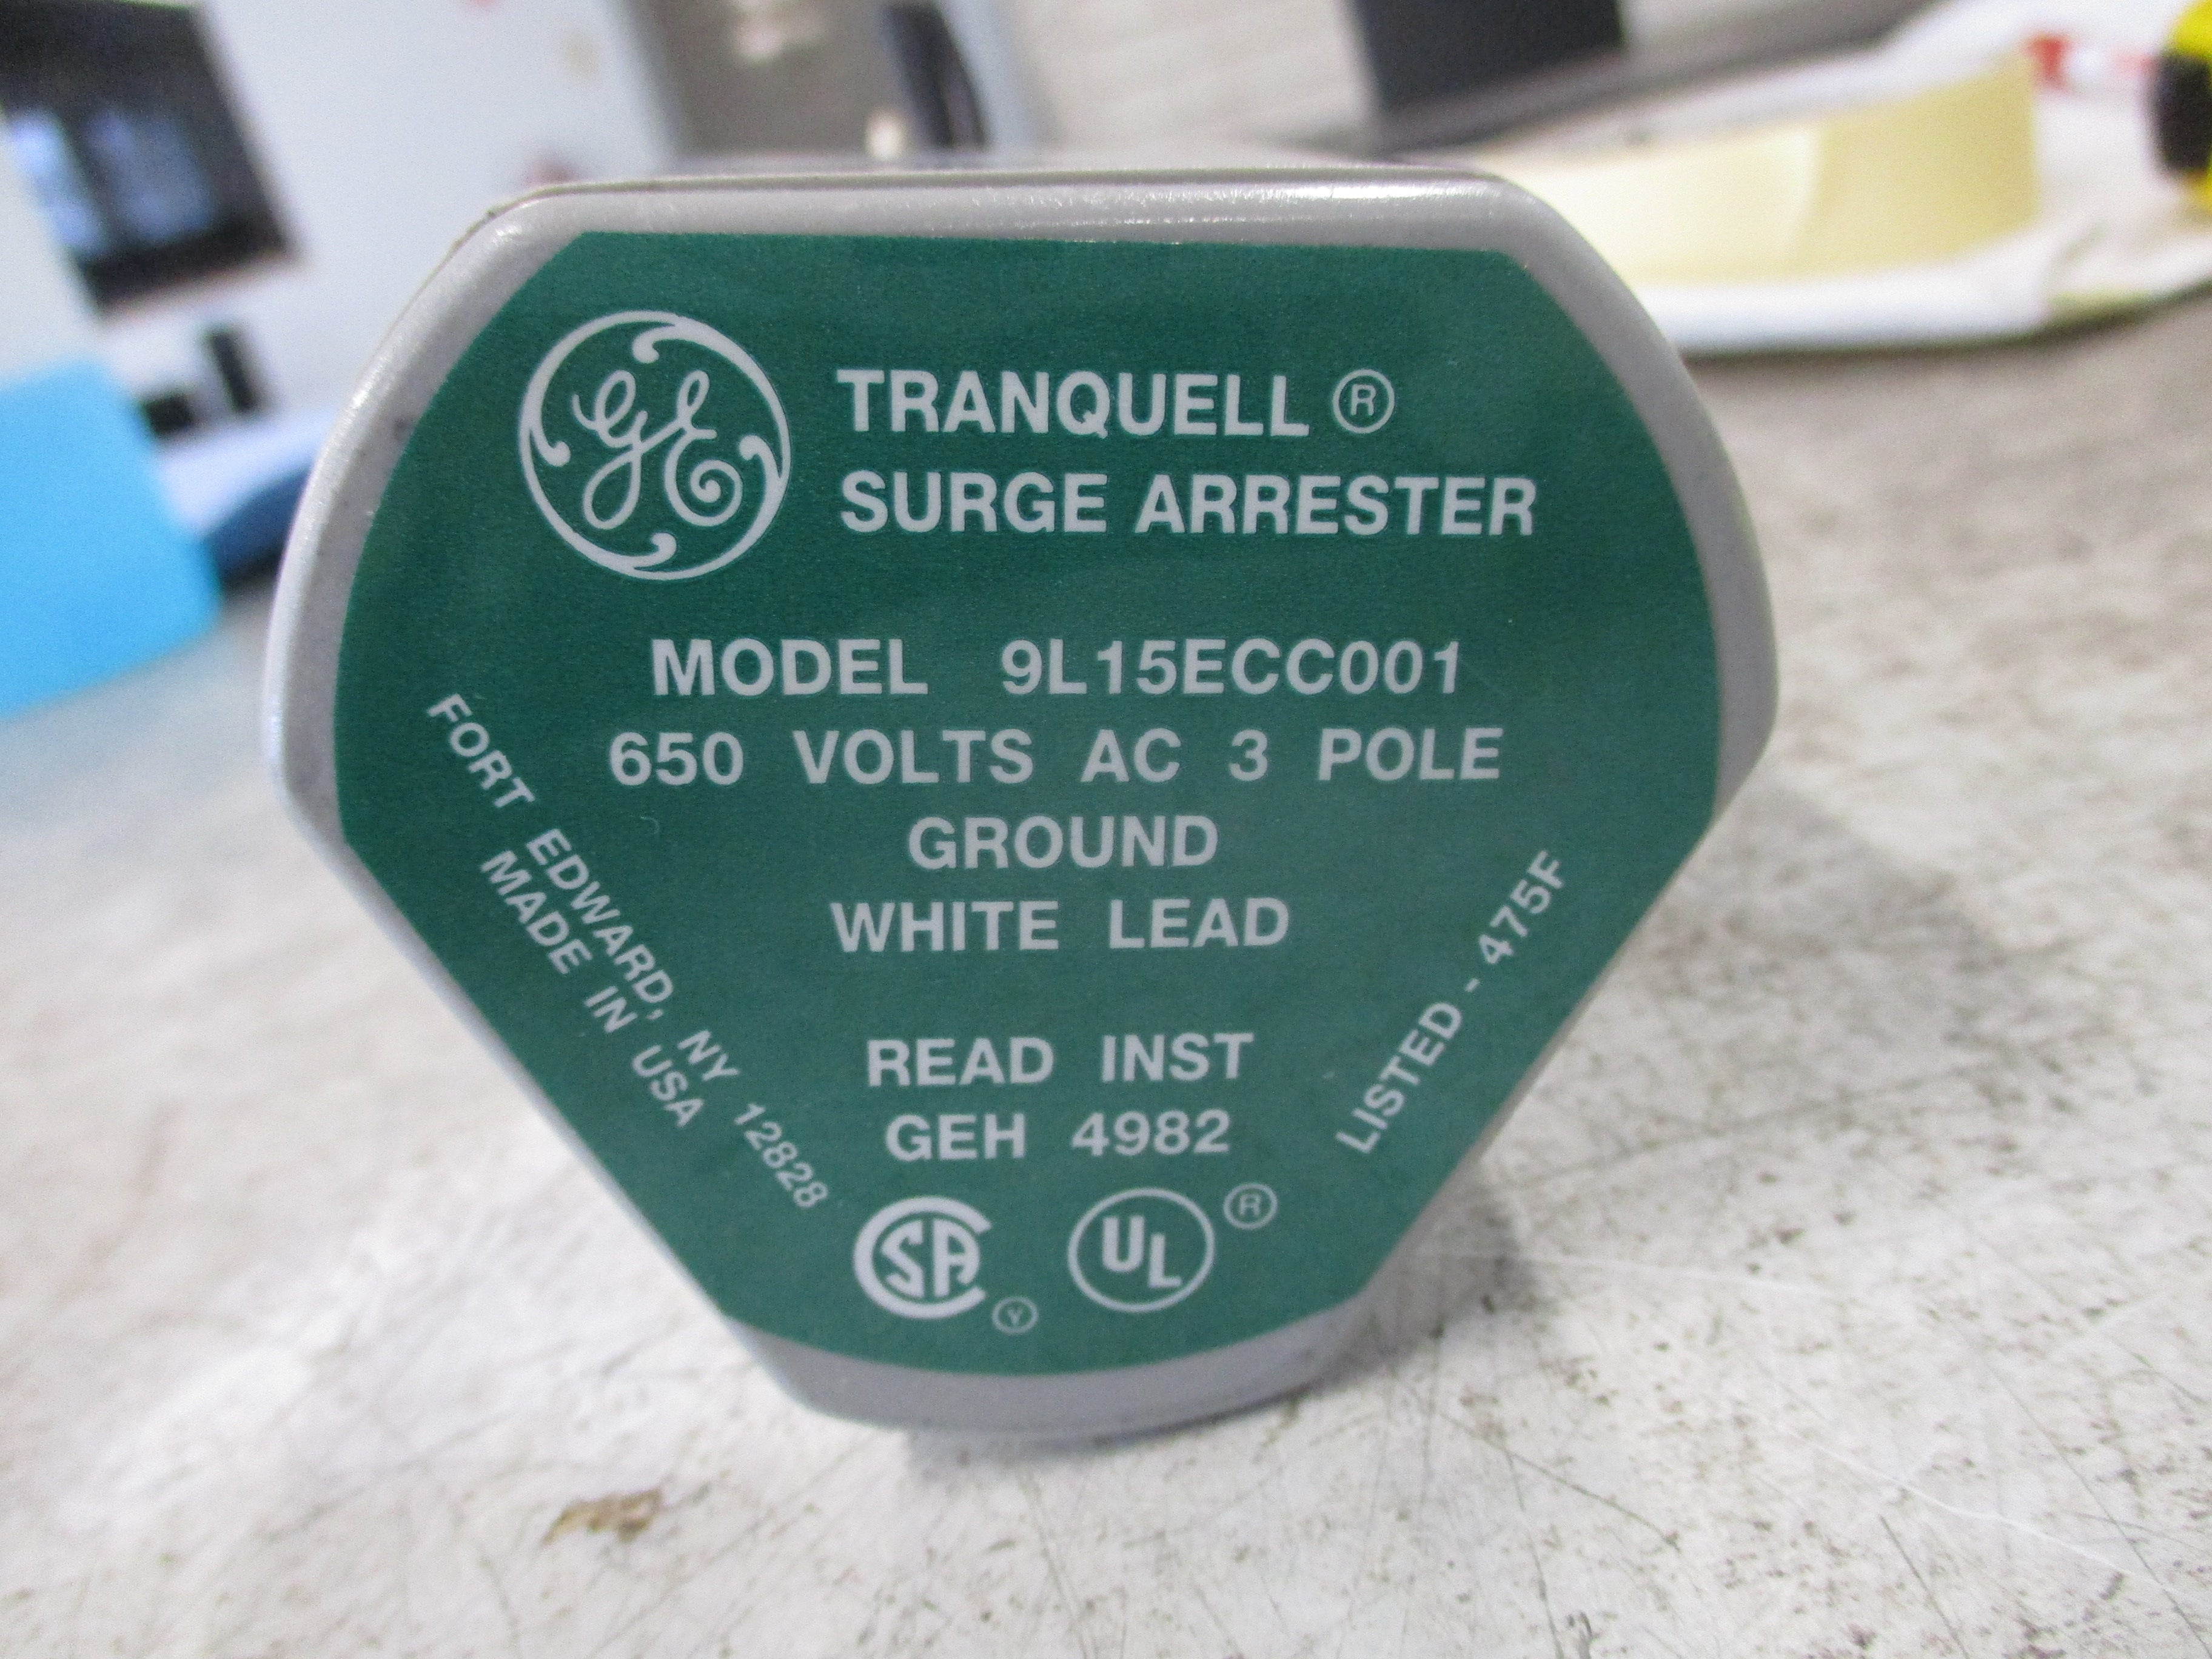 GE
TRANQUELL ®
SURGE ARRESTER
MODEL 9L15ECC001
650 VOLTS AC 3 POLE
GROUND
WHITE LEAD
READ INST
GEH 4982
FORT EDWARD, NY 12828
MADE IN USA
LISTED - 475F
CSA Y
UL ®